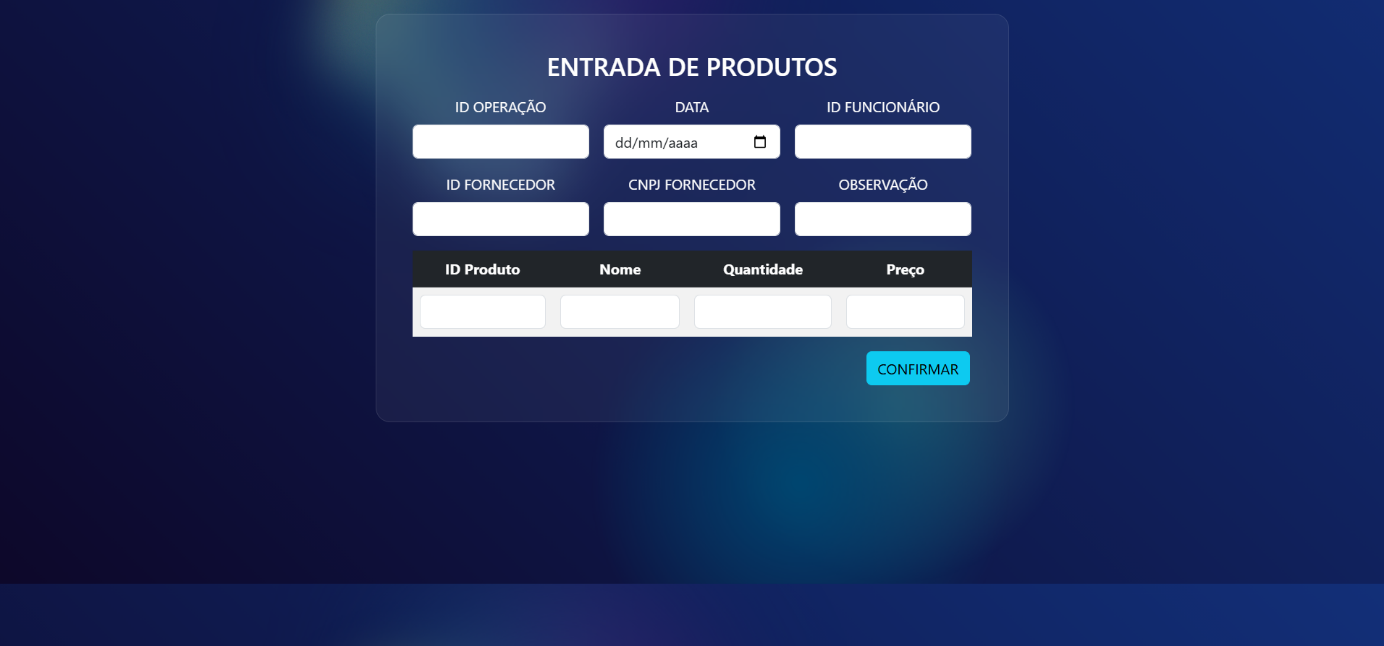 ENTRADA DE PRODUTOS
ID OPERAÇÃO DATA ID FUNCIONÁRIO
dd/mm/aaaa
ID FORNECEDOR CNPJ FORNECEDOR OBSERVAÇÃO
ID Produto Nome Quantidade Preço
CONFIRMAR